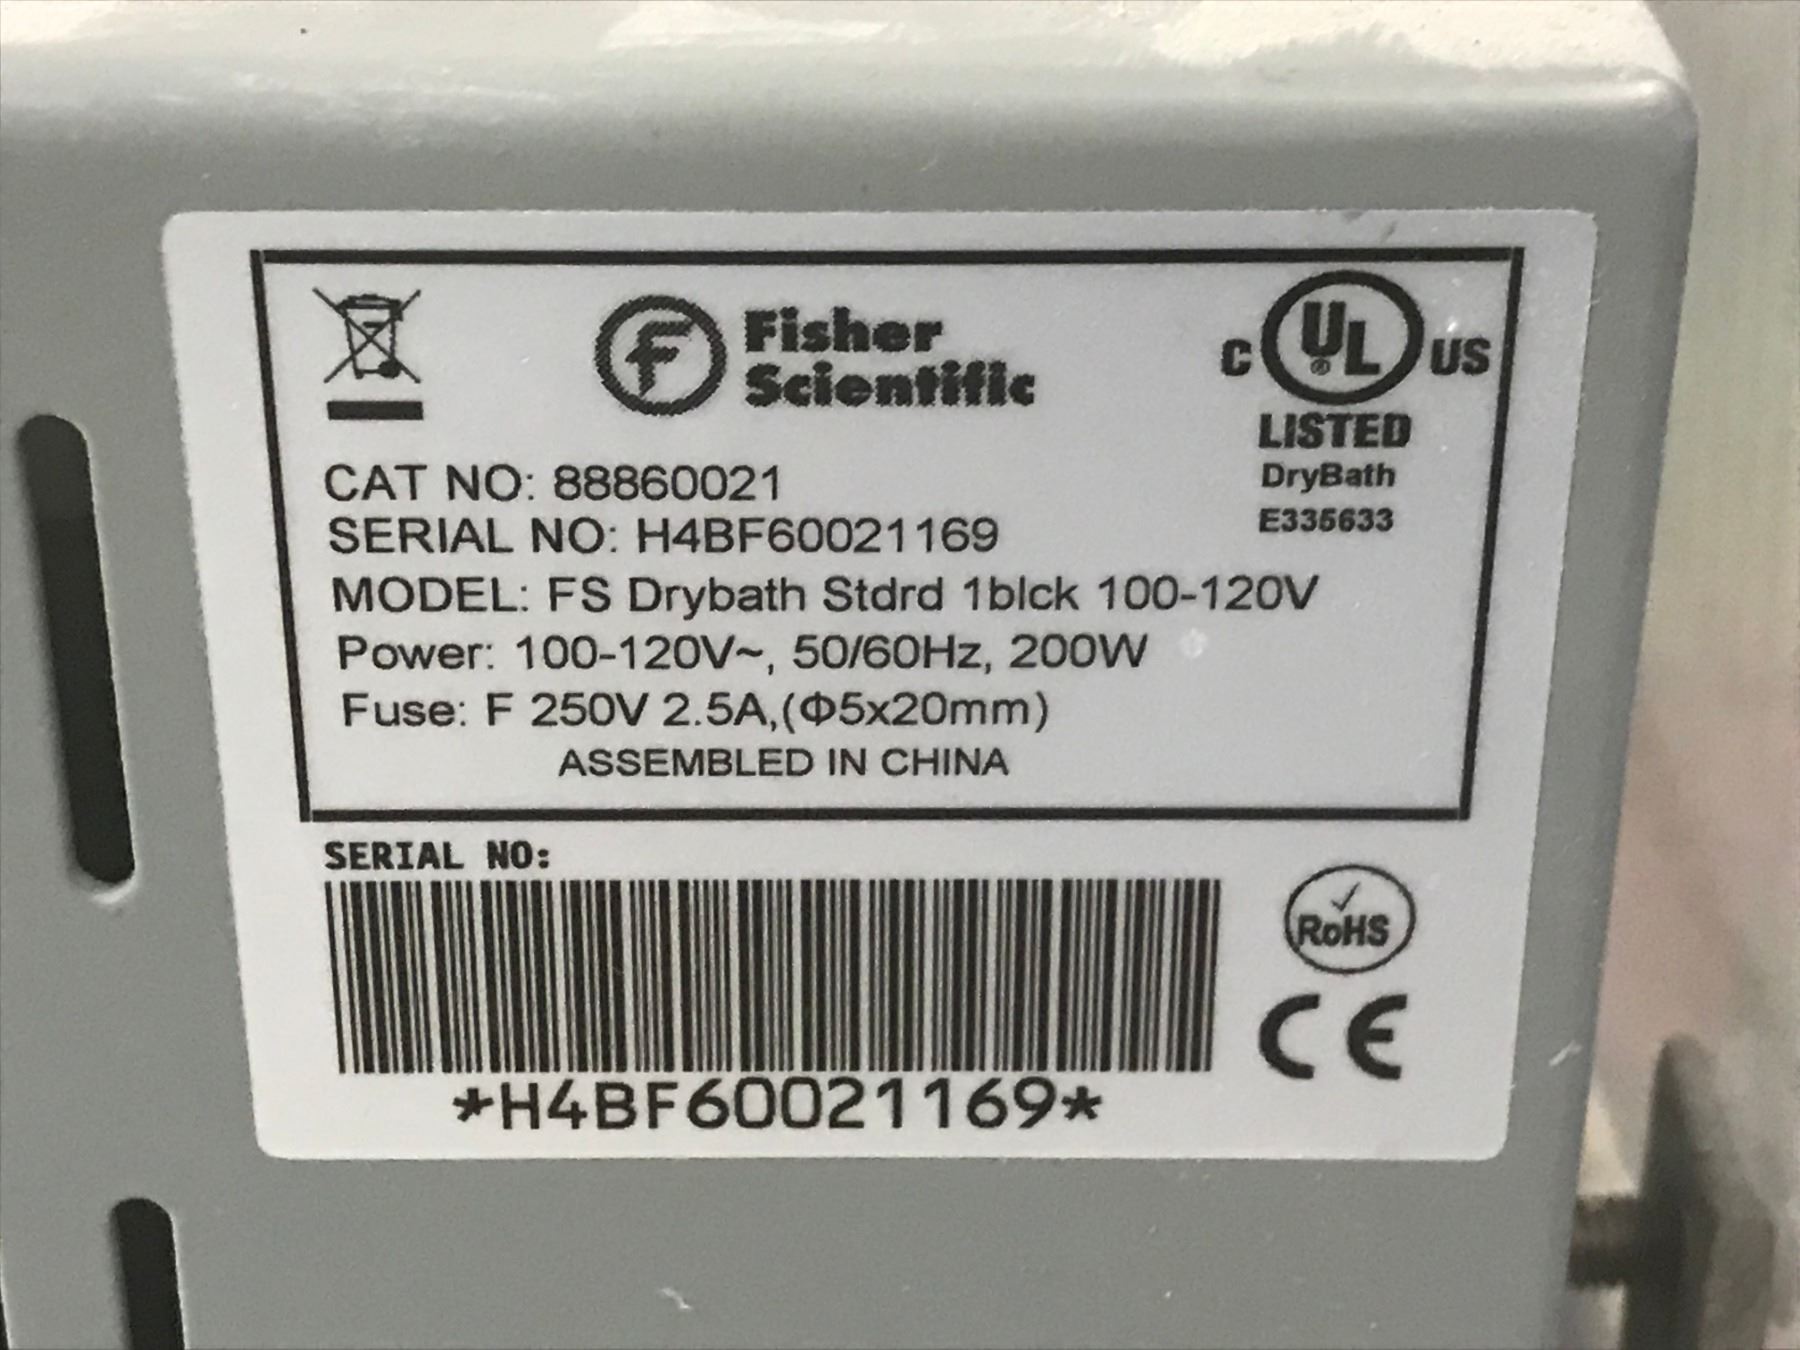 Fisher
Scientific
C UL® US
LISTED
DryBath
E335633
CAT NO: 88860021
SERIAL NO: H4BF60021169
MODEL: FS Drybath Stdrd 1blck 100-120V
Power: 100-120V~, 50/60Hz, 200W
Fuse: F 250V 2.5A,(Φ5x20mm)
ASSEMBLED IN CHINA
SERIAL NO:
*H4BF60021169*
RoHS
CE